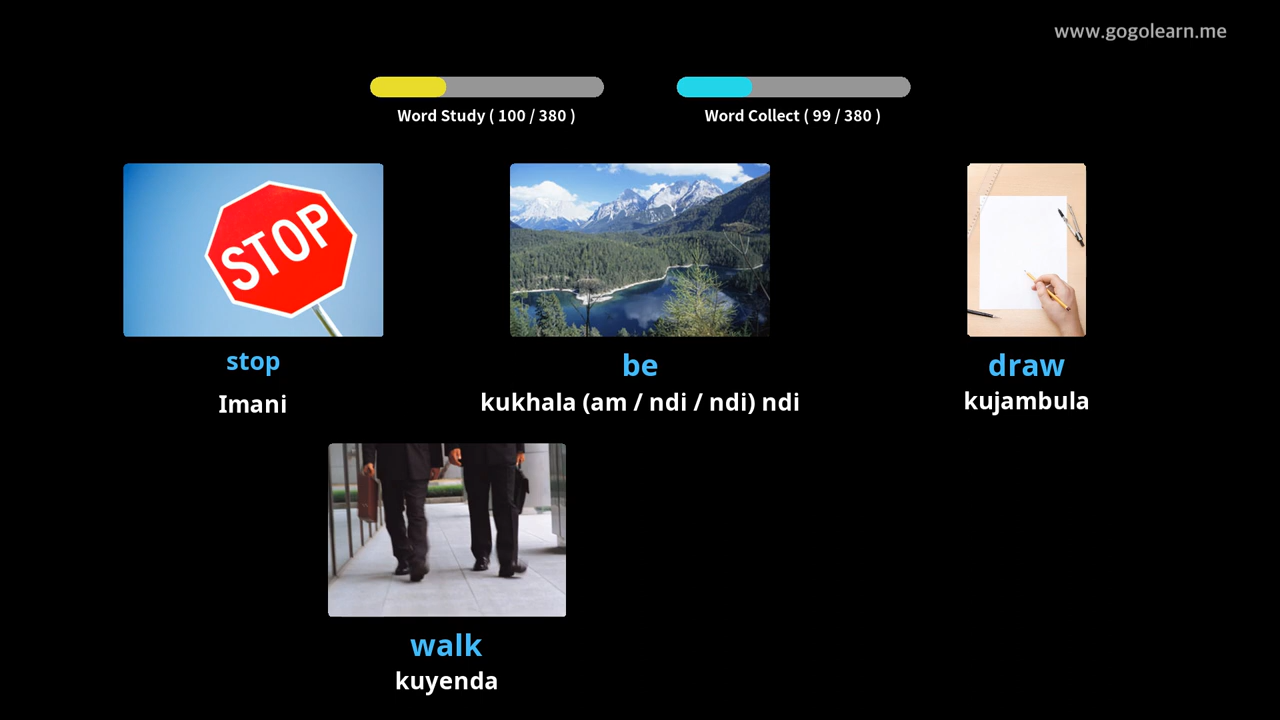 www.gogolearn.me
Word Study ( 100 / 380 )
Word Collect ( 99 / 380 )
STOP
stop
Imani
be
kukhala (am / ndi / ndi) ndi
draw
kujambula
walk
kuyenda